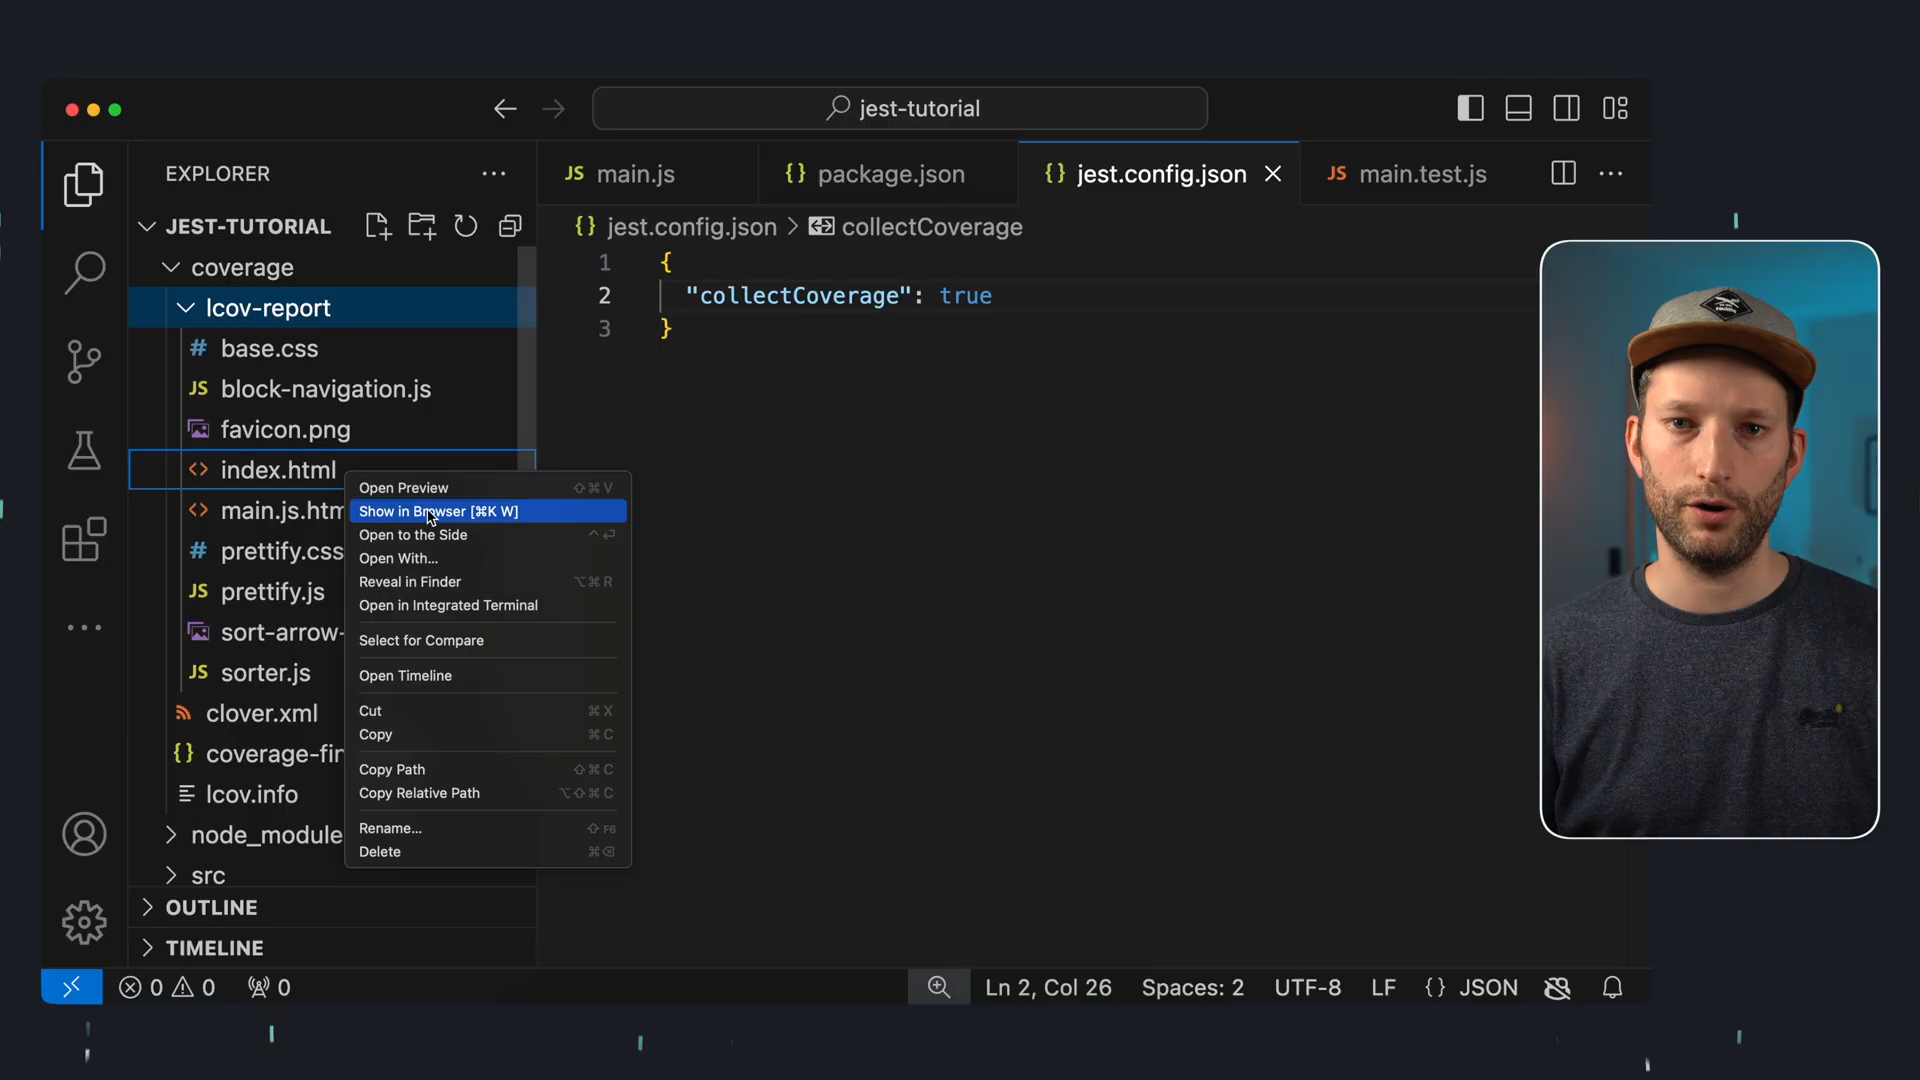 jest-tutorial
EXPLORER
JS main.js
{} package.json
{} jest.config.json
JS main.test.js
JEST-TUTORIAL
{} jest.config.json > collectCoverage
coverage
lcov-report
# base.css
JS block-navigation.js
favicon.png
<> index.html
<> main.js.htm
# prettify.css
JS prettify.js
sort-arrow-
JS sorter.js
clover.xml
{} coverage-fin
lcov.info
node_module
src
OUTLINE
TIMELINE
1 {
2 "collectCoverage": true
3 }
Open Preview ⇧⌘V
Show in Browser [⌘K W]
Open to the Side ^⏎
Open With...
Reveal in Finder ⌥⌘R
Open in Integrated Terminal
Select for Compare
Open Timeline
Cut ⌘X
Copy ⌘C
Copy Path ⇧⌘C
Copy Relative Path ⌥⇧⌘C
Rename... ⇧F6
Delete ⌘⌫
0 0 0
Ln 2, Col 26
Spaces: 2
UTF-8
LF
{} JSON